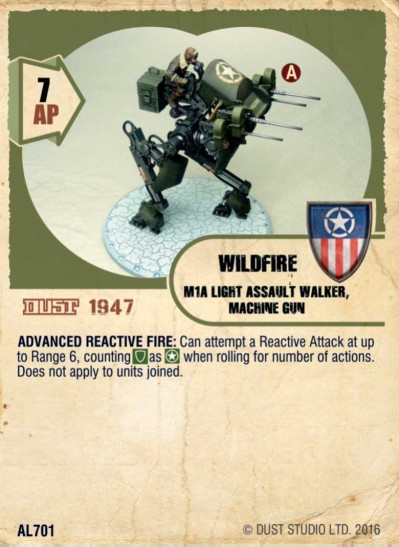 7
AP
A
WILDFIRE
M1A LIGHT ASSAULT WALKER,
MACHINE GUN
DUST 1947
ADVANCED REACTIVE FIRE: Can attempt a Reactive Attack at up
to Range 6, counting as when rolling for number of actions.
Does not apply to units joined.
AL701
© DUST STUDIO LTD. 2016